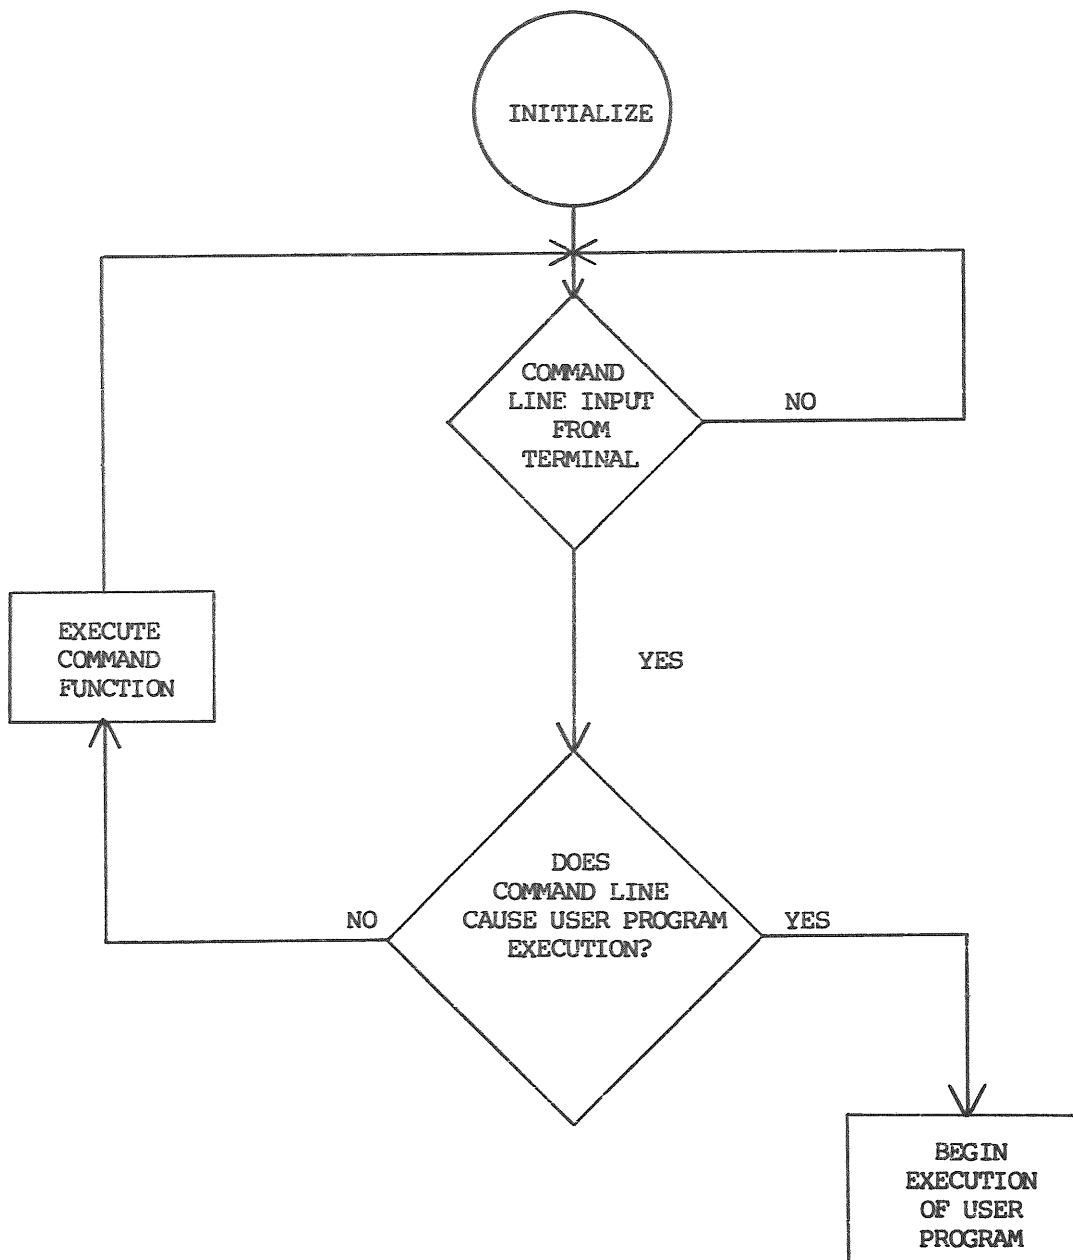 INITIALIZE
COMMAND
LINE INPUT
FROM
TERMINAL
NO
EXECUTE
COMMAND
FUNCTION
YES
DOES
COMMAND LINE
CAUSE USER PROGRAM
EXECUTION?
NO
YES
BEGIN
EXECUTION
OF USER
PROGRAM